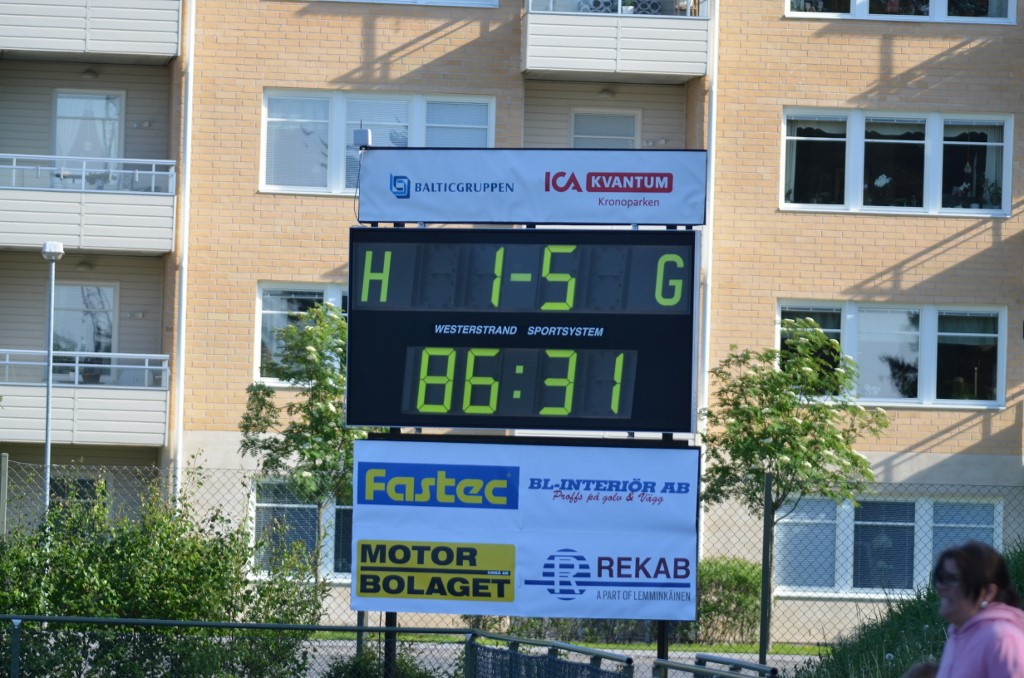 BALTICGRUPPEN
ICA KVANTUM
Kronoparken
H 1-5 G
WESTERSTRAND SPORTSYSTEM
86:31
Fastec
BL-INTERIÖR AB
Proffs på golv & Vägg
MOTOR
BOLAGET
R REKAB
A PART OF LEMMINKÄINEN